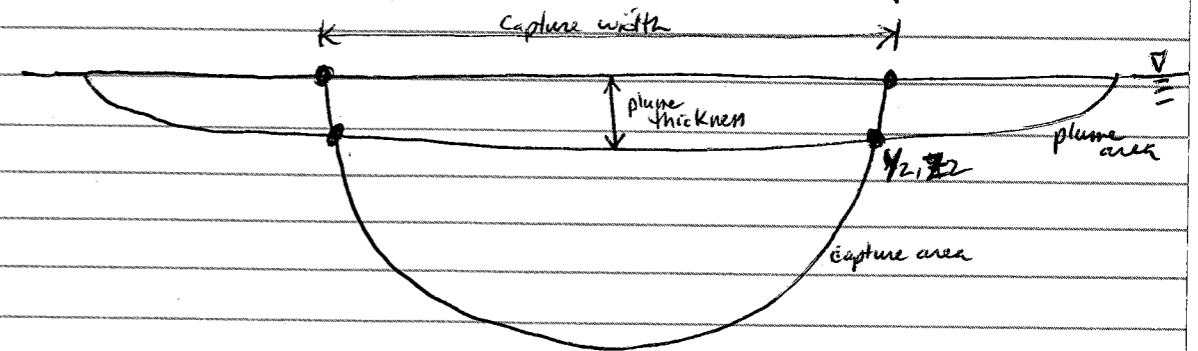 Capture width
plume
thickness
plume
area
Y2, Z2
Capture area